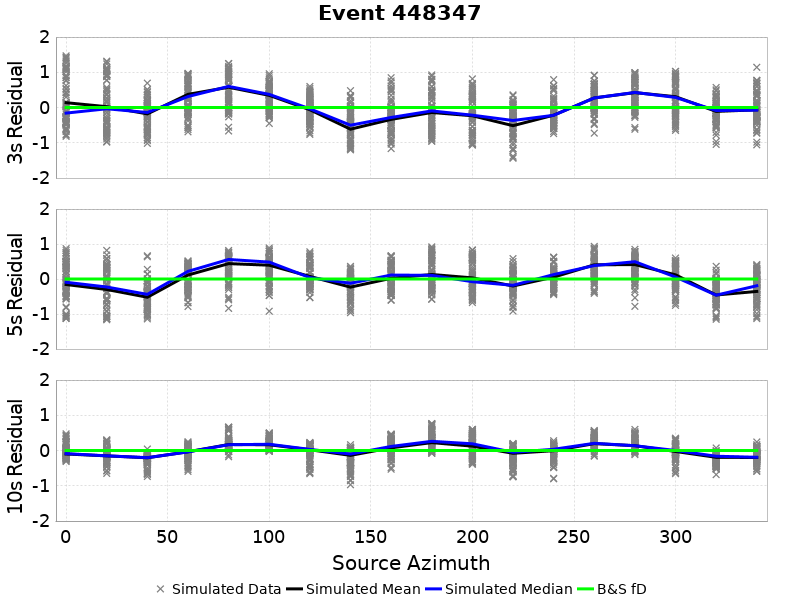 Event 448347
3s Residual
2
1
0
-1
-2
5s Residual
2
1
0
-1
-2
10s Residual
2
1
0
-1
-2
0 50 100 150 200 250 300
Source Azimuth
Simulated Data Simulated Mean Simulated Median B&S fD